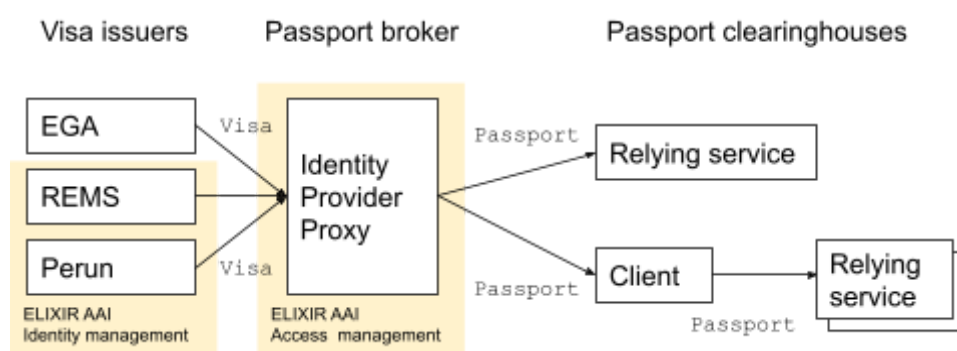 Visa issuers
Passport broker
Passport clearinghouses
EGA
REMS
Perun
ELIXIR AAI
Identity management
Visa
Visa
Identity
Provider
Proxy
ELIXIR AAI
Access management
Passport
Relying service
Passport
Client
Passport
Relying
service